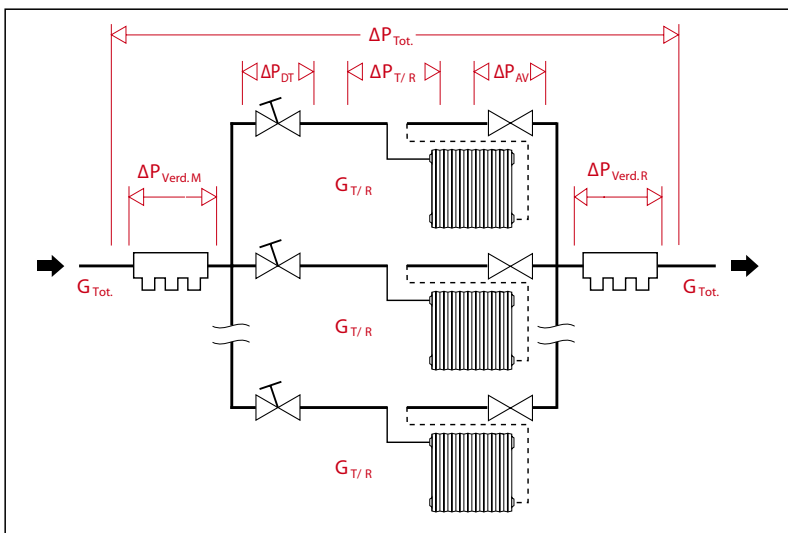 ΔP Tot.
ΔP DT ΔP T/ R ΔP AV
ΔP Verd. M G T/ R ΔP Verd. R
G Tot. G T/ R G Tot.
G T/ R